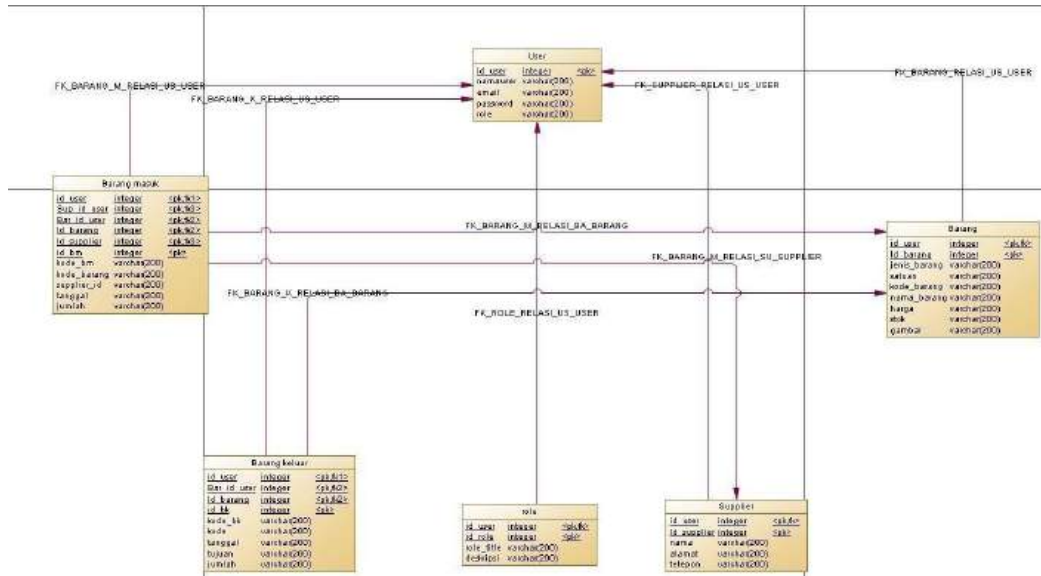 User
id_user integer <pk>
namauser varchar(200)
email varchar(200)
password varchar(200)
role varchar(200)
FK_BARANG_M_RELASI_US_USER
FK_BARANG_K_RELASI_US_USER
FK_SUPPLIER_RELASI_US_USER
FK_BARANG_RELASI_US_USER
Barang masuk
id_user integer <pk,fk1>
Sup_id_user integer <pk,fk3>
Bar_id_user integer <pk,fk2>
id_barang integer <pk,fk2>
id_supplier integer <pk,fk3>
id_bm integer <pk>
kode_bm varchar(200)
kode_barang varchar(200)
supplier_id varchar(200)
tanggal varchar(200)
jumlah varchar(200)
FK_BARANG_M_RELASI_BA_BARANG
FK_BARANG_M_RELASI_SU_SUPPLIER
FK_BARANG_K_RELASI_BA_BARANG
FK_ROLE_RELASI_US_USER
Barang
id_user integer <pk,fk>
id_barang integer <pk>
jenis_barang varchar(200)
satuan varchar(200)
kode_barang varchar(200)
nama_barang varchar(200)
harga varchar(200)
stok varchar(200)
gambar varchar(200)
Barang keluar
id_user integer <pk,fk1>
Bar_id_user integer <pk,fk2>
id_barang integer <pk,fk2>
id_bk integer <pk>
kode_bk varchar(200)
kode varchar(200)
tanggal varchar(200)
tujuan varchar(200)
jumlah varchar(200)
role
id_user integer <pk,fk>
id_role integer <pk>
role_title varchar(200)
deskripsi varchar(200)
Supplier
id_user integer <pk,fk>
id_supplier integer <pk>
nama varchar(200)
alamat varchar(200)
telepon varchar(200)